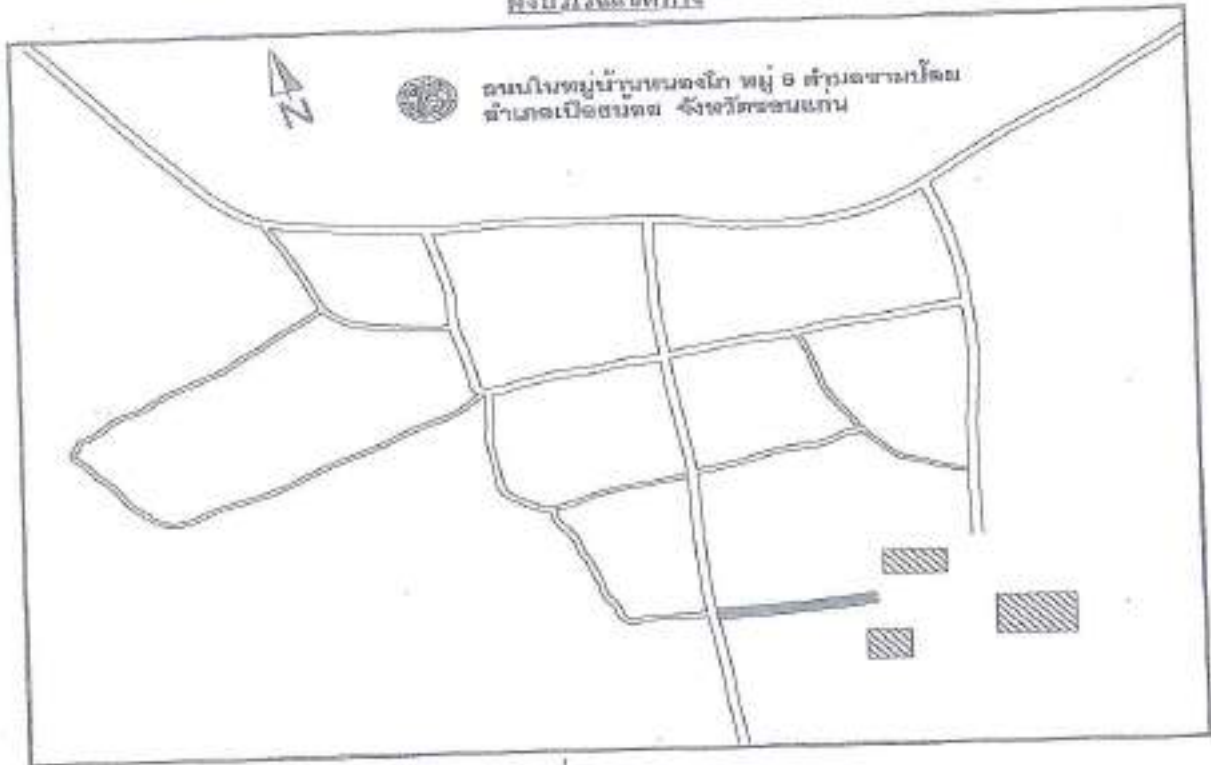 N
ถนนในหมู่บ้านหนองโก หมู่ 6 ตำบลขามป้อม
อำเภอเปือยน้อย จังหวัดขอนแก่น